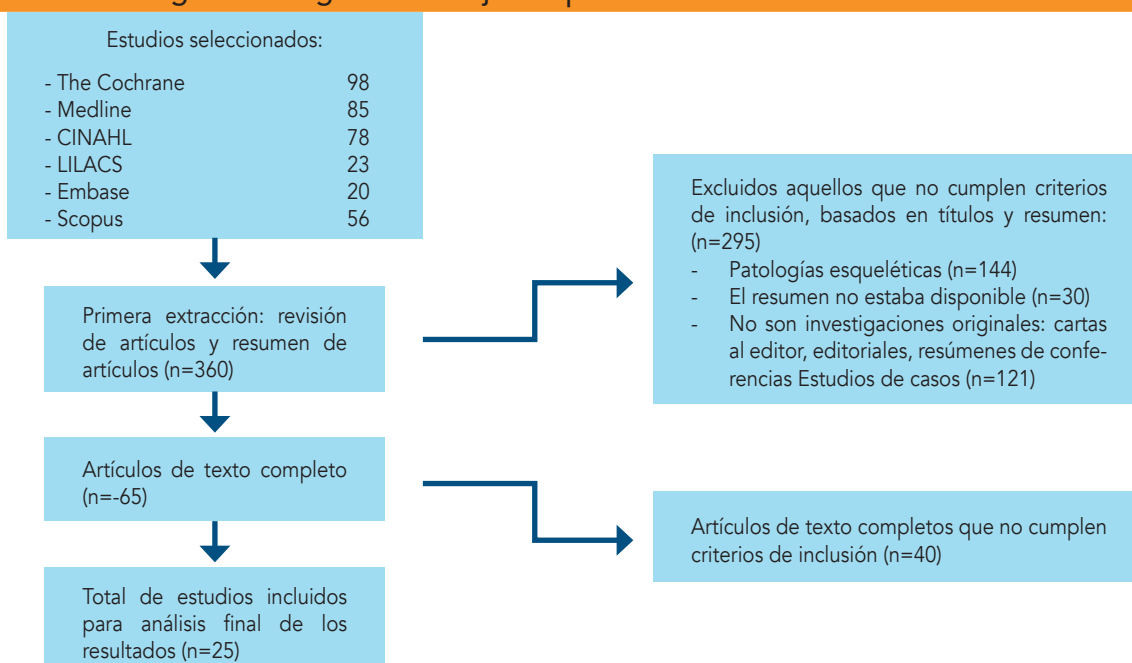 Estudios seleccionados:
- The Cochrane 98
- Medline 85
- CINAHL 78
- LILACS 23
- Embase 20
- Scopus 56
Primera extracción: revisión
de artículos y resumen de
artículos (n=360)
Excluidos aquellos que no cumplen criterios
de inclusión, basados en títulos y resumen:
(n=295)
- Patologías esqueléticas (n=144)
- El resumen no estaba disponible (n=30)
- No son investigaciones originales: cartas
al editor, editoriales, resúmenes de confe-
rencias Estudios de casos (n=121)
Artículos de texto completo
(n=-65)
Artículos de texto completos que no cumplen
criterios de inclusión (n=40)
Total de estudios incluidos
para análisis final de los
resultados (n=25)